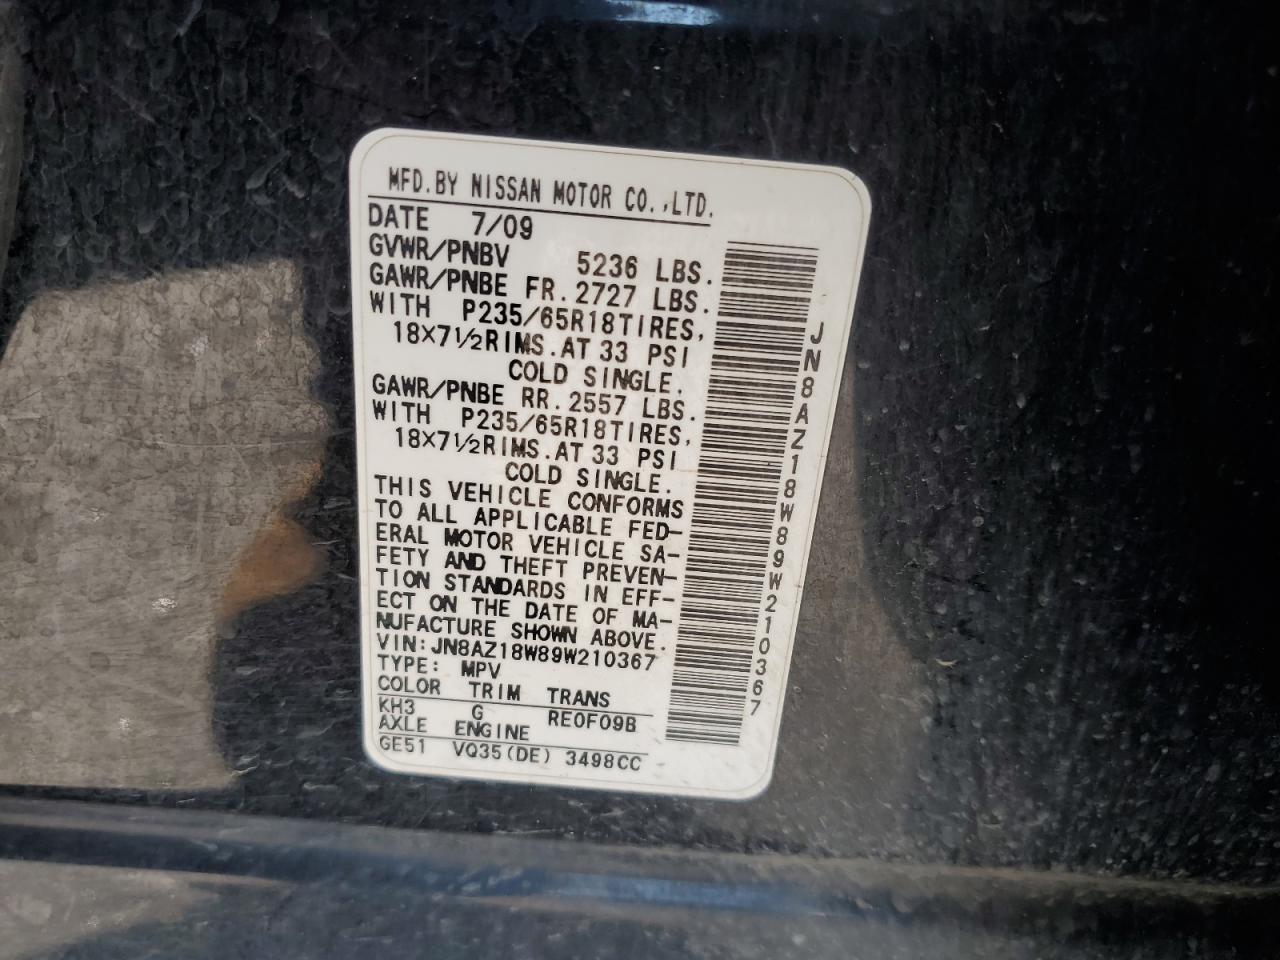 MFD.BY NISSAN MOTOR CO.,LTD.
DATE 7/09
GVWR/PNBV 5236 LBS.
GAWR/PNBE FR.2727 LBS.
WITH P235/65R18TIRES,
18×7½RIMS.AT 33 PSI
COLD SINGLE.
GAWR/PNBE RR.2557 LBS.
WITH P235/65R18TIRES,
18×7½RIMS.AT 33 PSI
COLD SINGLE.
THIS VEHICLE CONFORMS
TO ALL APPLICABLE FED-
ERAL MOTOR VEHICLE SA-
FETY AND THEFT PREVEN-
TION STANDARDS IN EFF-
ECT ON THE DATE OF MA-
NUFACTURE SHOWN ABOVE.
VIN:JN8AZ18W89W210367
TYPE: MPV
COLOR TRIM TRANS
KH3 G RE0F09B
AXLE ENGINE
GE51 VQ35(DE) 3498CC
JN8AZ18W89W210367